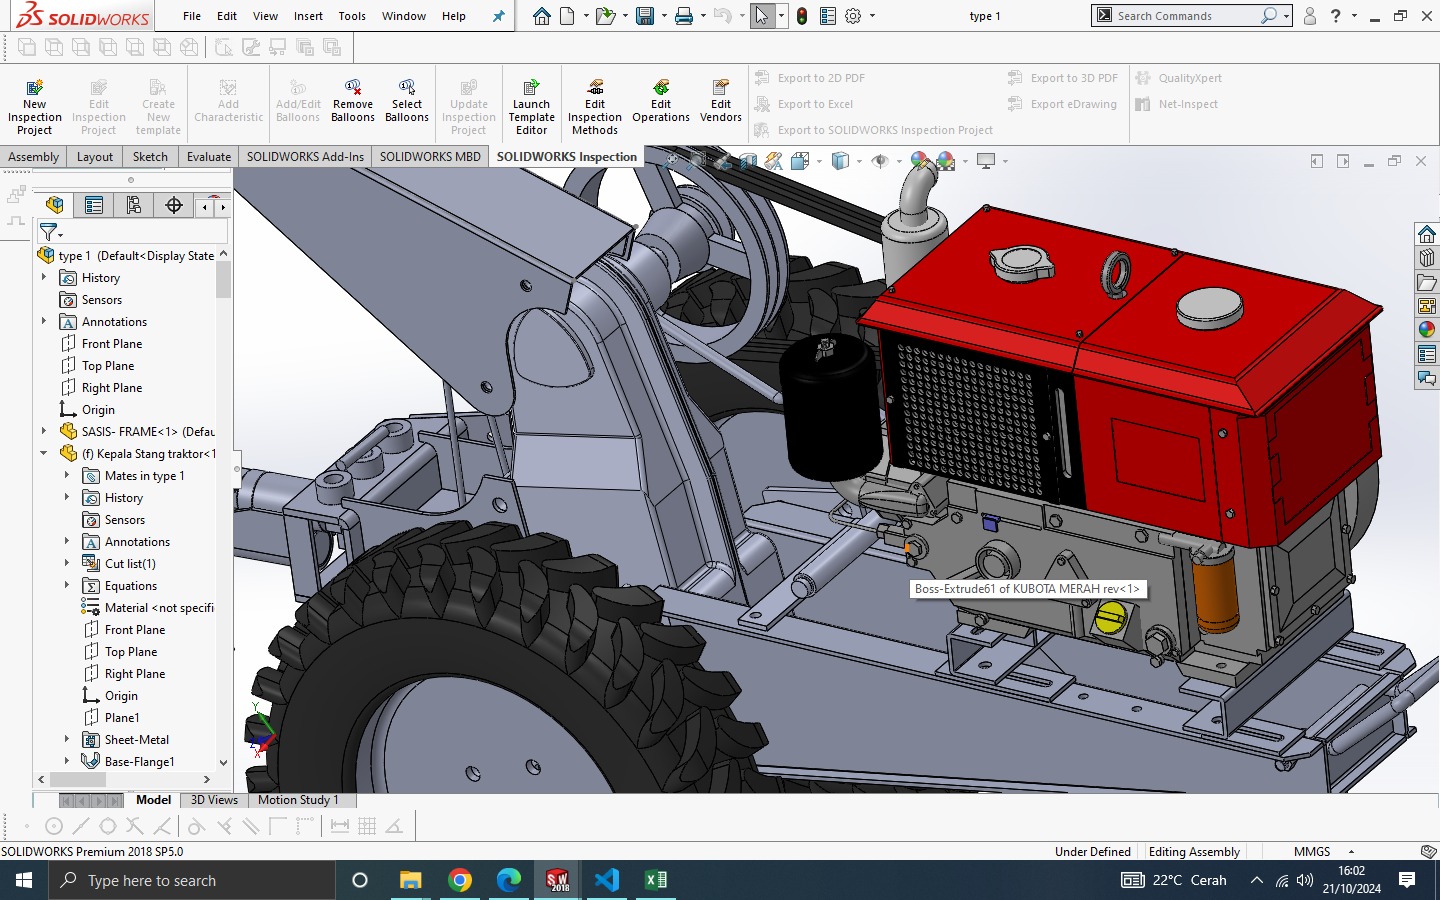 SOLIDWORKS
File Edit View Insert Tools Window Help
type 1
Search Commands
New Inspection Project
Edit Inspection Project
Create New template
Add Characteristic
Add/Edit Balloons
Remove Balloons
Select Balloons
Update Inspection Project
Launch Template Editor
Edit Inspection Methods
Edit Operations
Edit Vendors
Export to 2D PDF
Export to Excel
Export to SOLIDWORKS Inspection Project
Export to 3D PDF
Export eDrawing
QualityXpert
Net-Inspect
Assembly Layout Sketch Evaluate SOLIDWORKS Add-Ins SOLIDWORKS MBD SOLIDWORKS Inspection
type 1 (Default<Display State
History
Sensors
Annotations
Front Plane
Top Plane
Right Plane
Origin
SASIS- FRAME<1> (Defau
(f) Kepala Stang traktor<1
Mates in type 1
History
Sensors
Annotations
Cut list(1)
Equations
Material <not specifi
Front Plane
Top Plane
Right Plane
Origin
Plane1
Sheet-Metal
Base-Flange1
Boss-Extrude61 of KUBOTA MERAH rev<1>
Y
X
Model 3D Views Motion Study 1
SOLIDWORKS Premium 2018 SP5.0
Under Defined Editing Assembly MMGS
Type here to search
SW 2018
22°C Cerah
16:02
21/10/2024